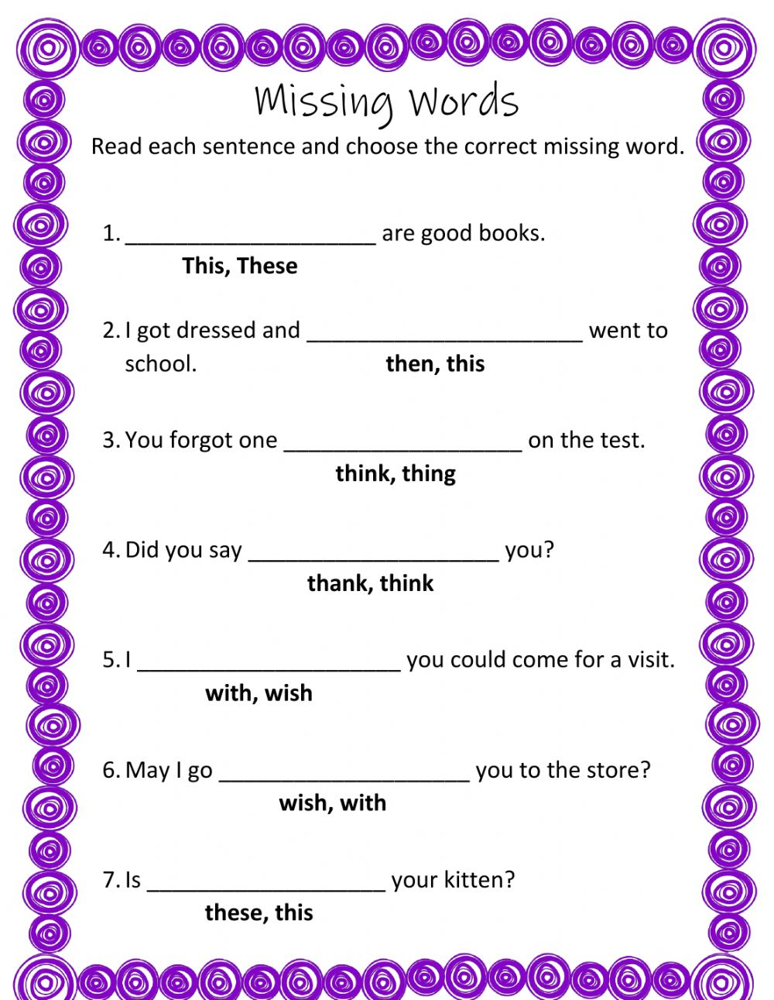 Missing Words
Read each sentence and choose the correct missing word.
1. _____________________ are good books.
This, These
2. I got dressed and _______________________ went to
school. then, this
3. You forgot one ____________________ on the test.
think, thing
4. Did you say _____________________ you?
thank, think
5. I ______________________ you could come for a visit.
with, wish
6. May I go _____________________ you to the store?
wish, with
7. Is ____________________ your kitten?
these, this